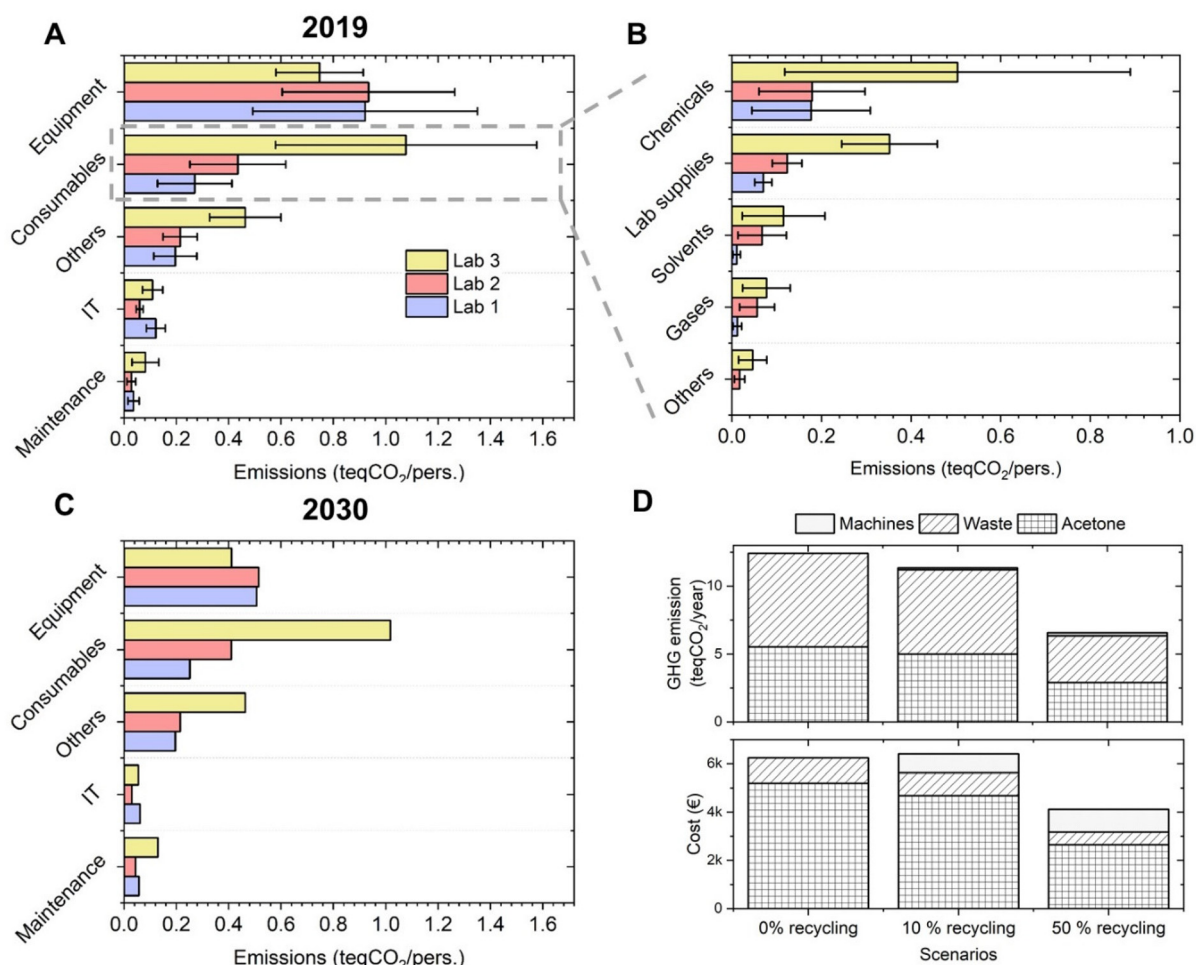 A
2019
Equipment
Consumables
Others
IT
Maintenance
Lab 3
Lab 2
Lab 1
0.0 0.2 0.4 0.6 0.8 1.0 1.2 1.4 1.6
Emissions (teqCO2/pers.)
B
Chemicals
Lab supplies
Solvents
Gases
Others
0.0 0.2 0.4 0.6 0.8 1.0
Emissions (teqCO2/pers.)
C
2030
Equipment
Consumables
Others
IT
Maintenance
0.0 0.2 0.4 0.6 0.8 1.0 1.2 1.4 1.6
Emissions (teqCO2/pers.)
D
Machines Waste Acetone
GHG emission
(teqCO2/year)
10
5
0
Cost (€)
6k
4k
2k
0
0% recycling 10 % recycling 50 % recycling
Scenarios